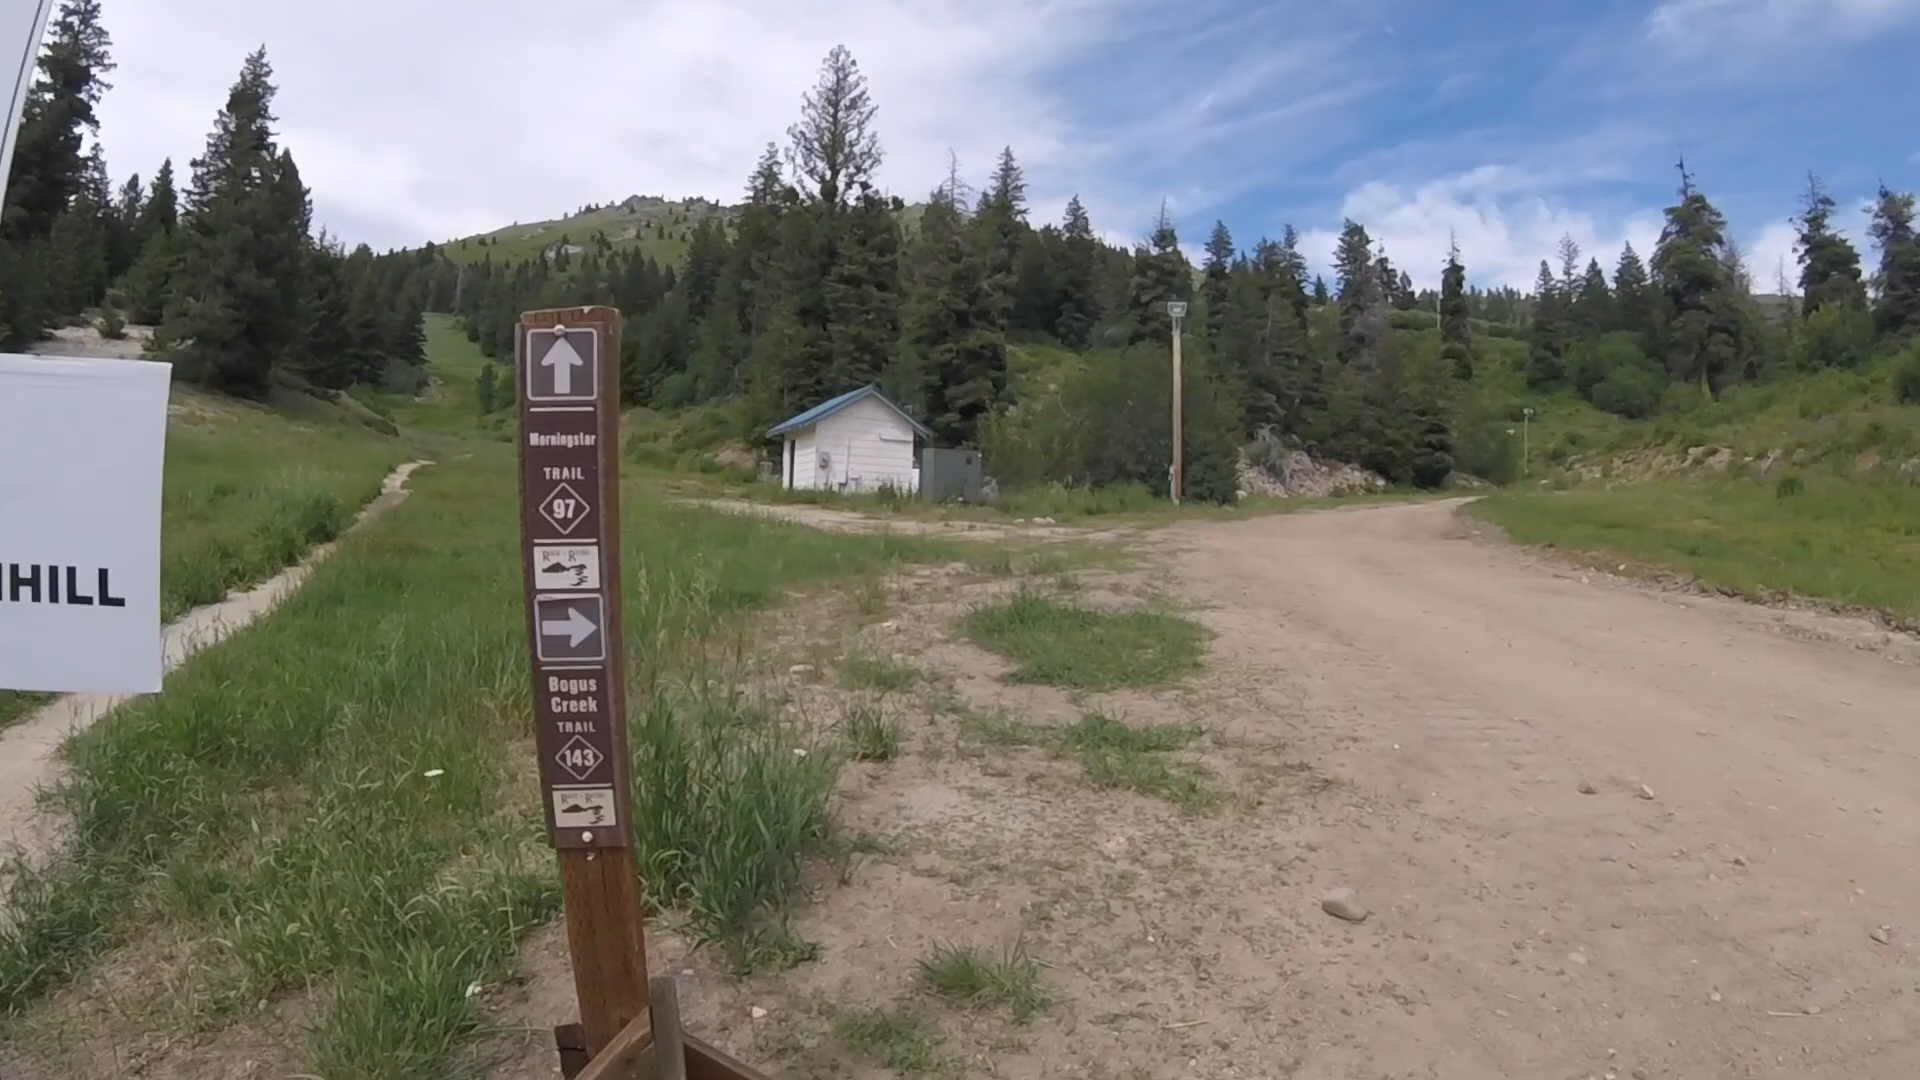 HILL
Morningstar
TRAIL
97
Bogus
Creek
TRAIL
143